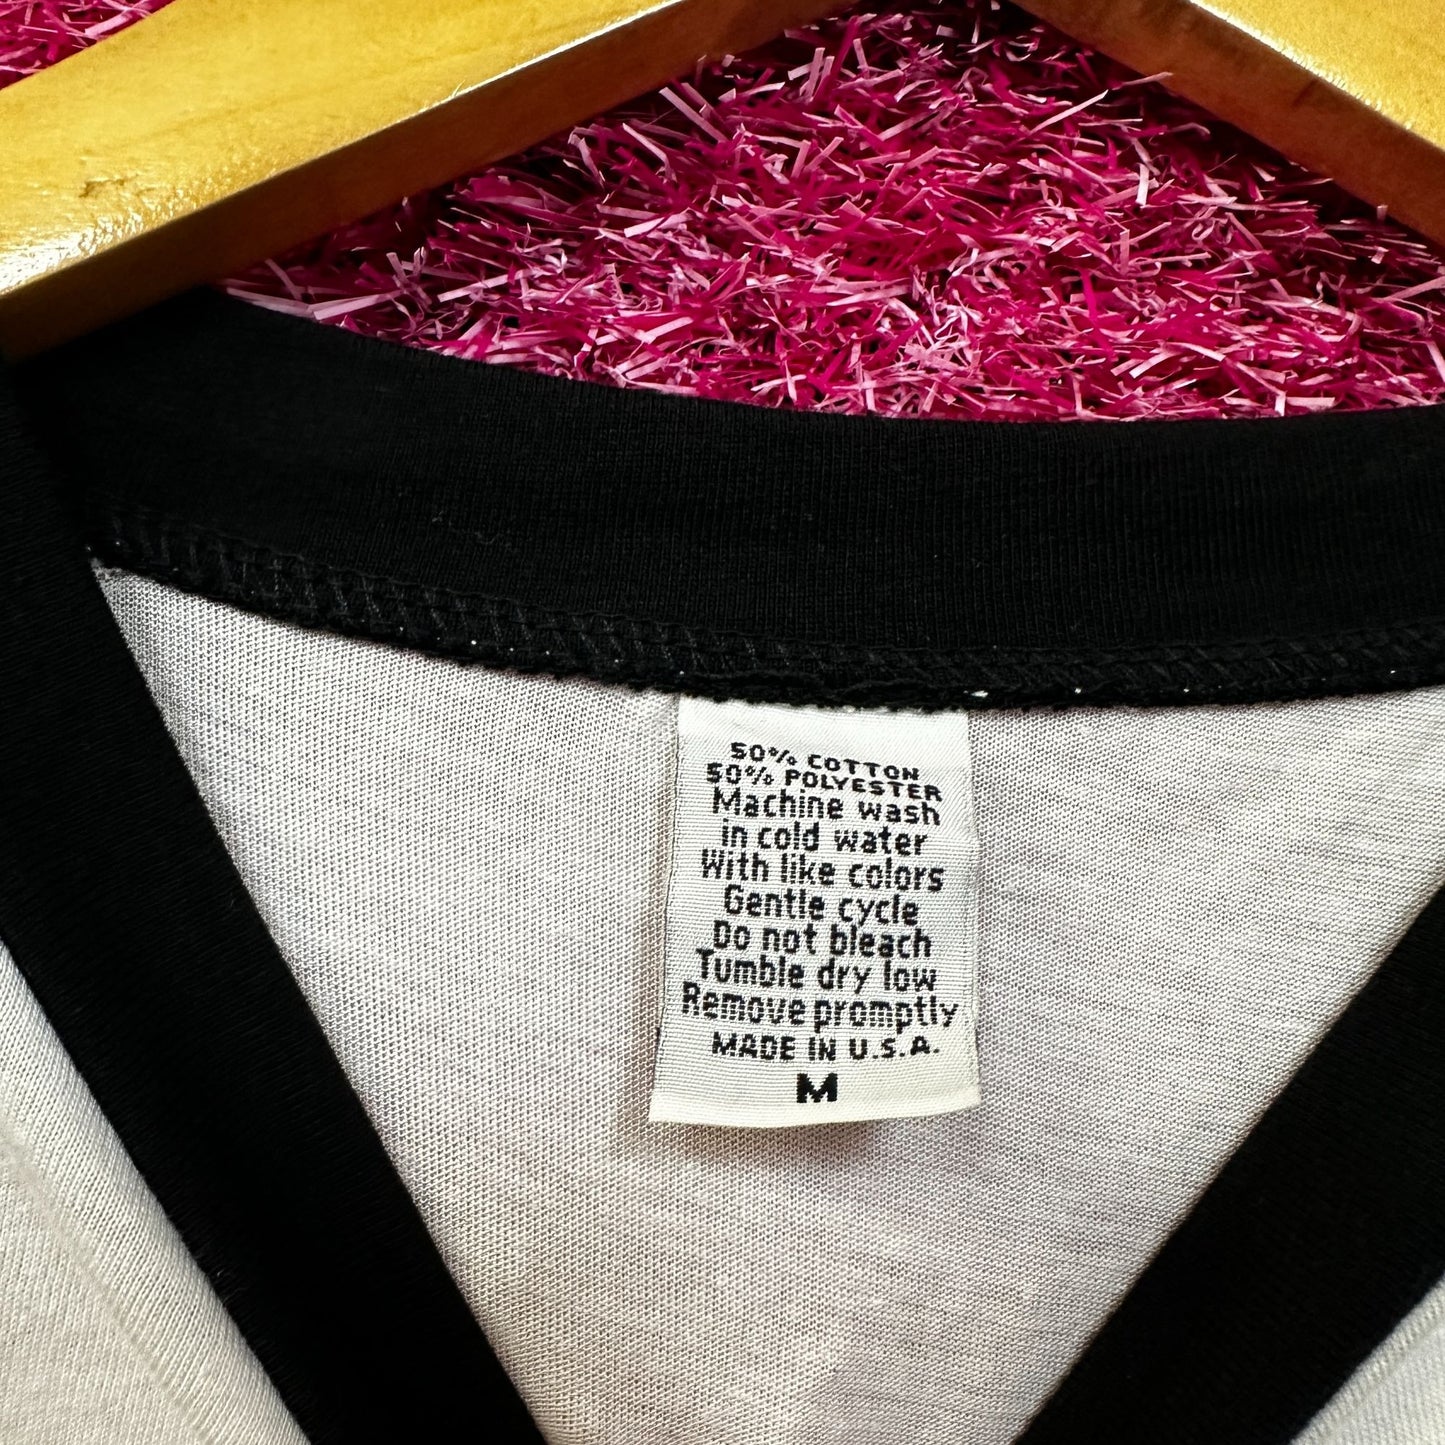 50% COTTON
50% POLYESTER
Machine wash
in cold water
With like colors
Gentle cycle
Do not bleach
Tumble dry low
Remove promptly
MADE IN U.S.A.
M